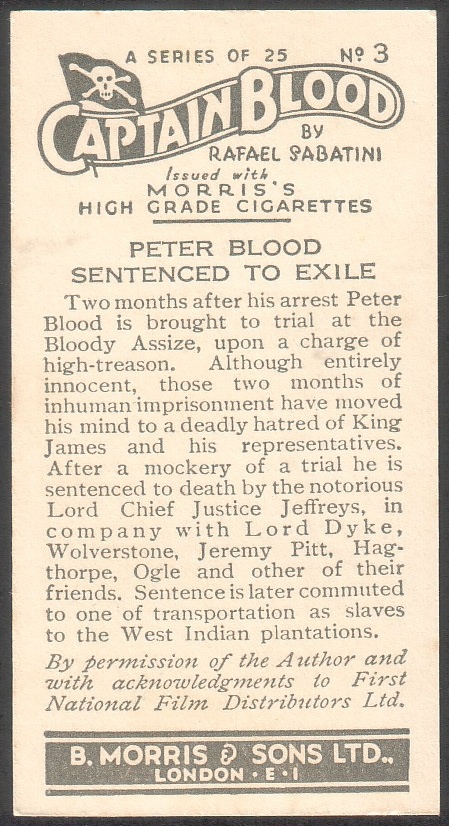 A SERIES OF 25 Nº 3
CAPTAIN BLOOD
BY
RAFAEL SABATINI
Issued with
MORRIS'S
HIGH GRADE CIGARETTES
PETER BLOOD
SENTENCED TO EXILE
Two months after his arrest Peter
Blood is brought to trial at the
Bloody Assize, upon a charge of
high-treason. Although entirely
innocent, those two months of
inhuman imprisonment have moved
his mind to a deadly hatred of King
James and his representatives.
After a mockery of a trial he is
sentenced to death by the notorious
Lord Chief Justice Jeffreys, in
company with Lord Dyke,
Wolverstone, Jeremy Pitt, Hag-
thorpe, Ogle and other of their
friends. Sentence is later commuted
to one of transportation as slaves
to the West Indian plantations.
By permission of the Author and
with acknowledgments to First
National Film Distributors Ltd.
B. MORRIS & SONS LTD.,
LONDON · E · 1